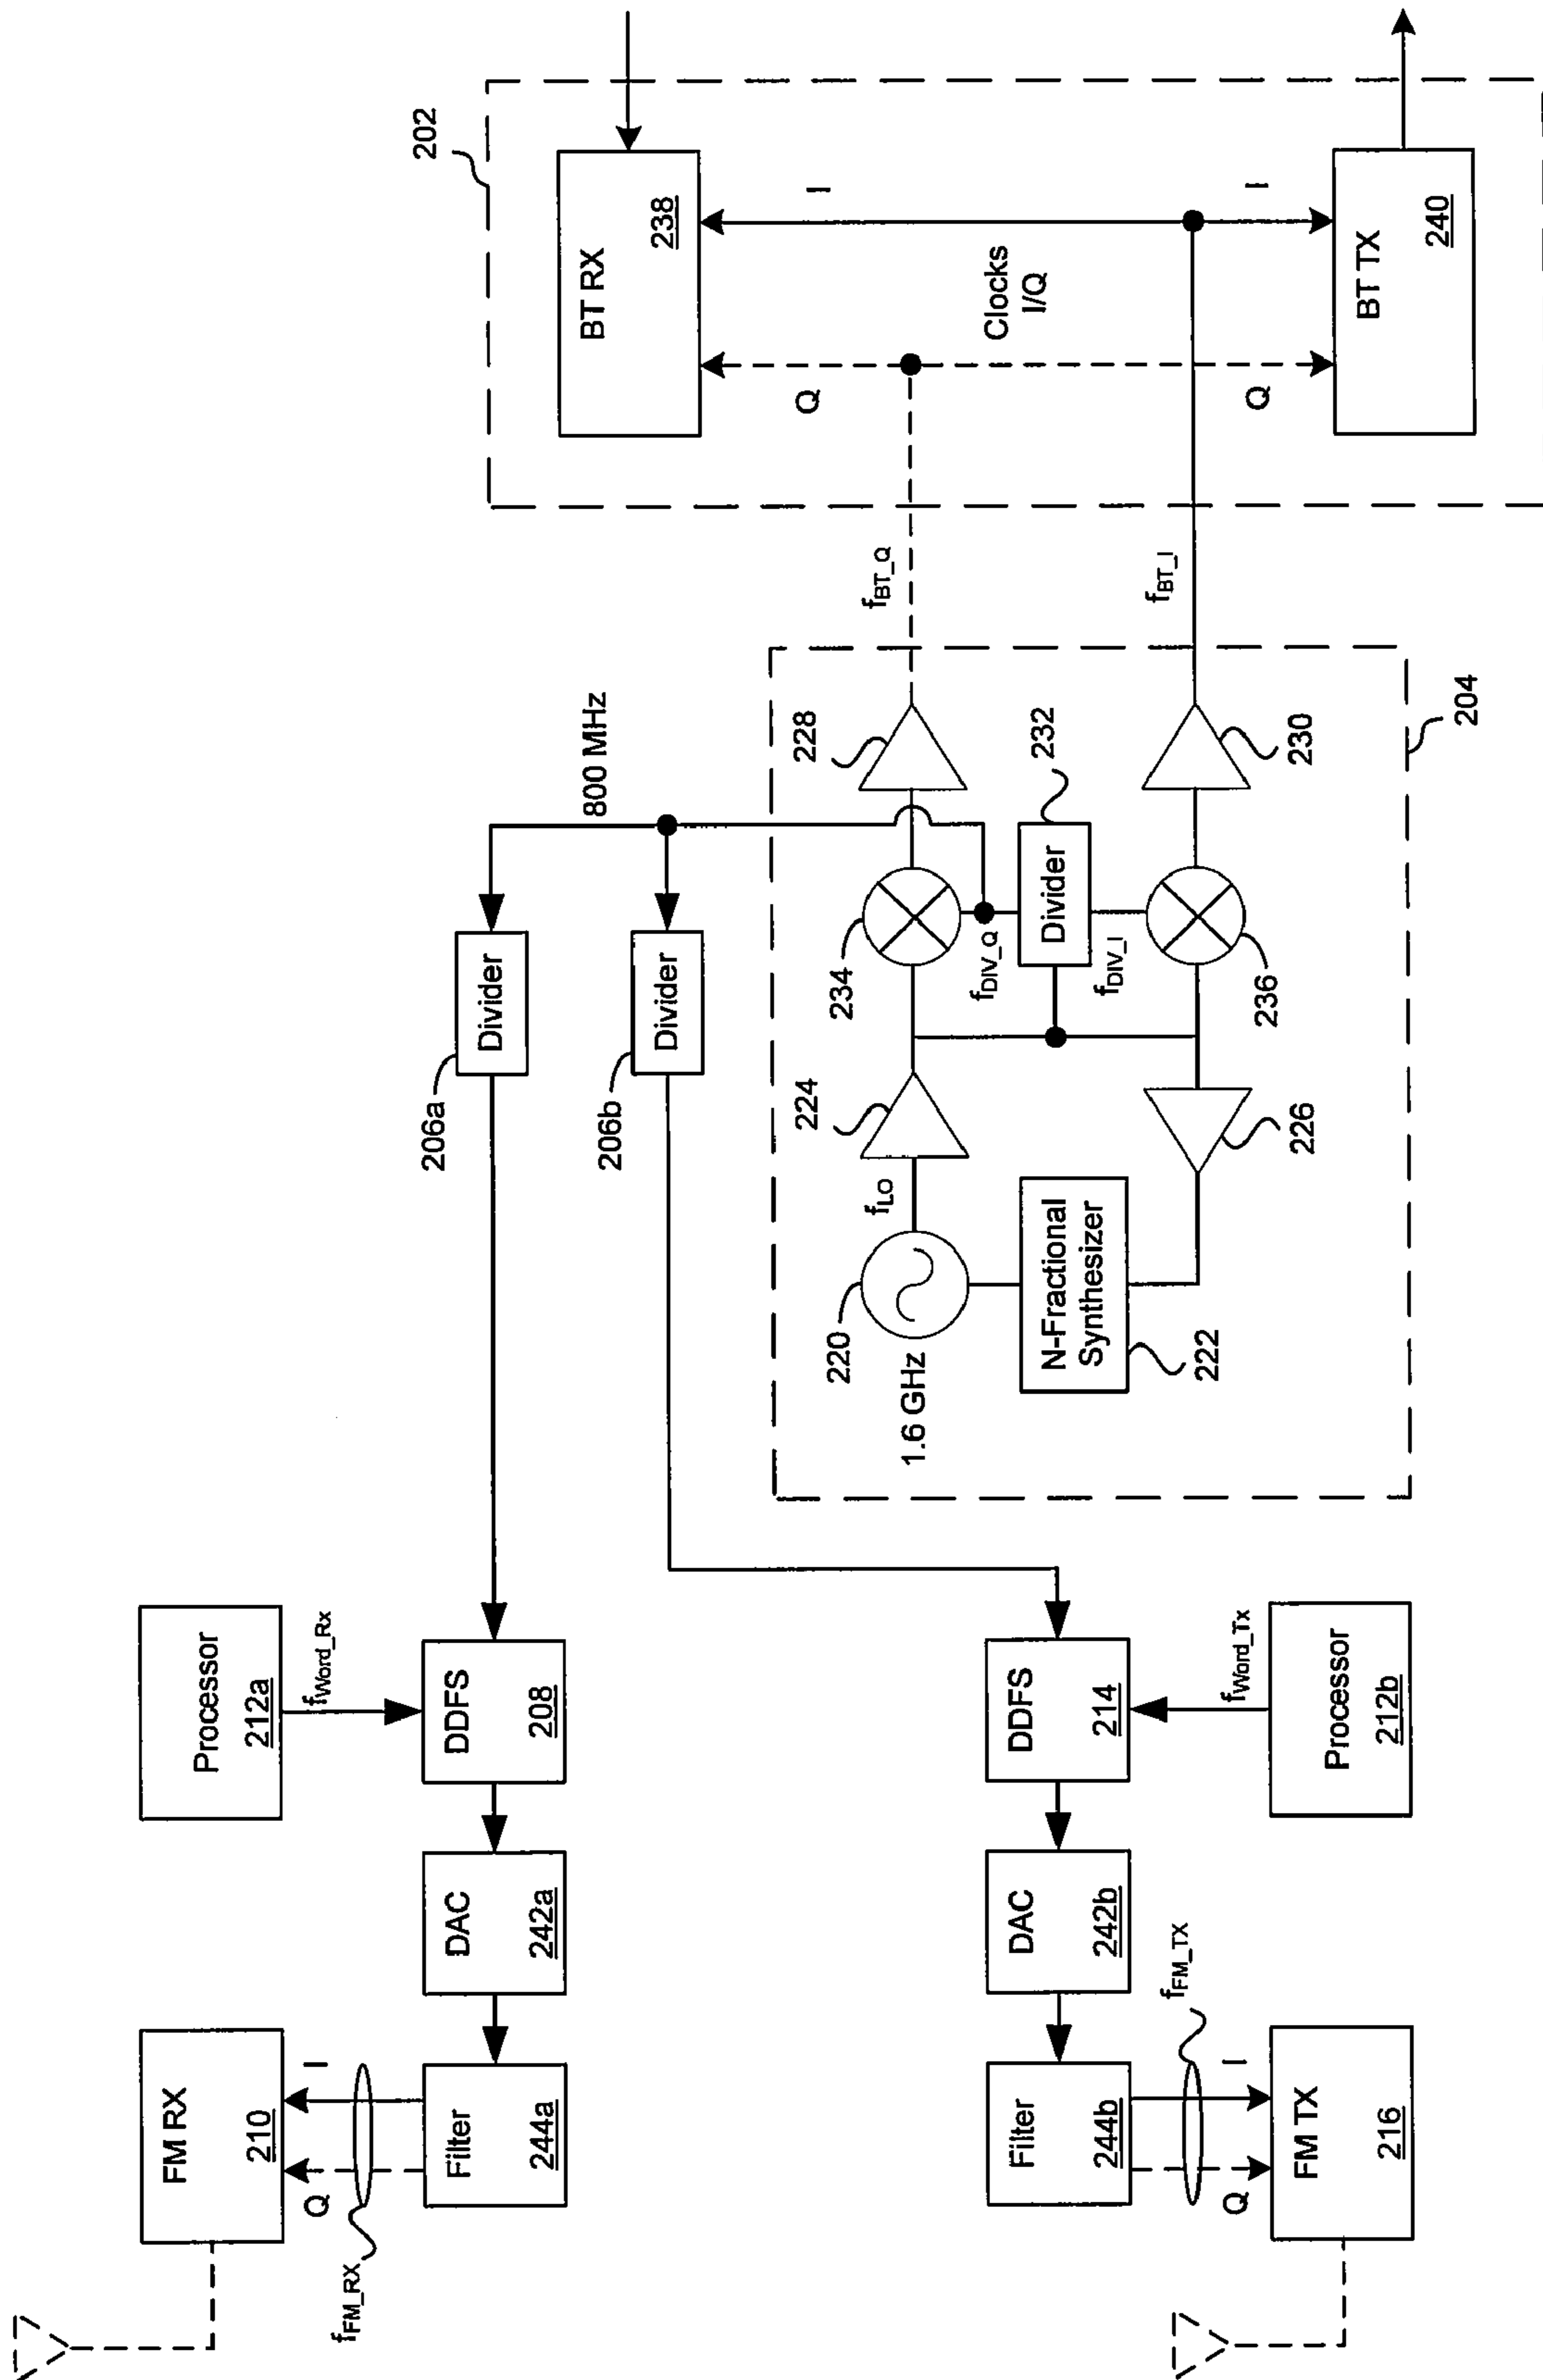 202
BT RX
238
I
I
Clocks
I/Q
Q
Q
BT TX
240
f_BT_Q
f_BT_I
800 MHz
228
232
230
204
234
Divider
f_DIV_Q
f_DIV_I
236
Divider
206a
Divider
206b
224
f_LO
226
220
1.6 GHz
N-Fractional
Synthesizer
222
Processor
212a
f_Word_Rx
DDFS
208
DDFS
214
f_Word_Tx
Processor
212b
DAC
242a
DAC
242b
FM RX
210
I
Q
f_FM_RX
Filter
244a
Filter
244b
f_FM_TX
I
Q
FM TX
216